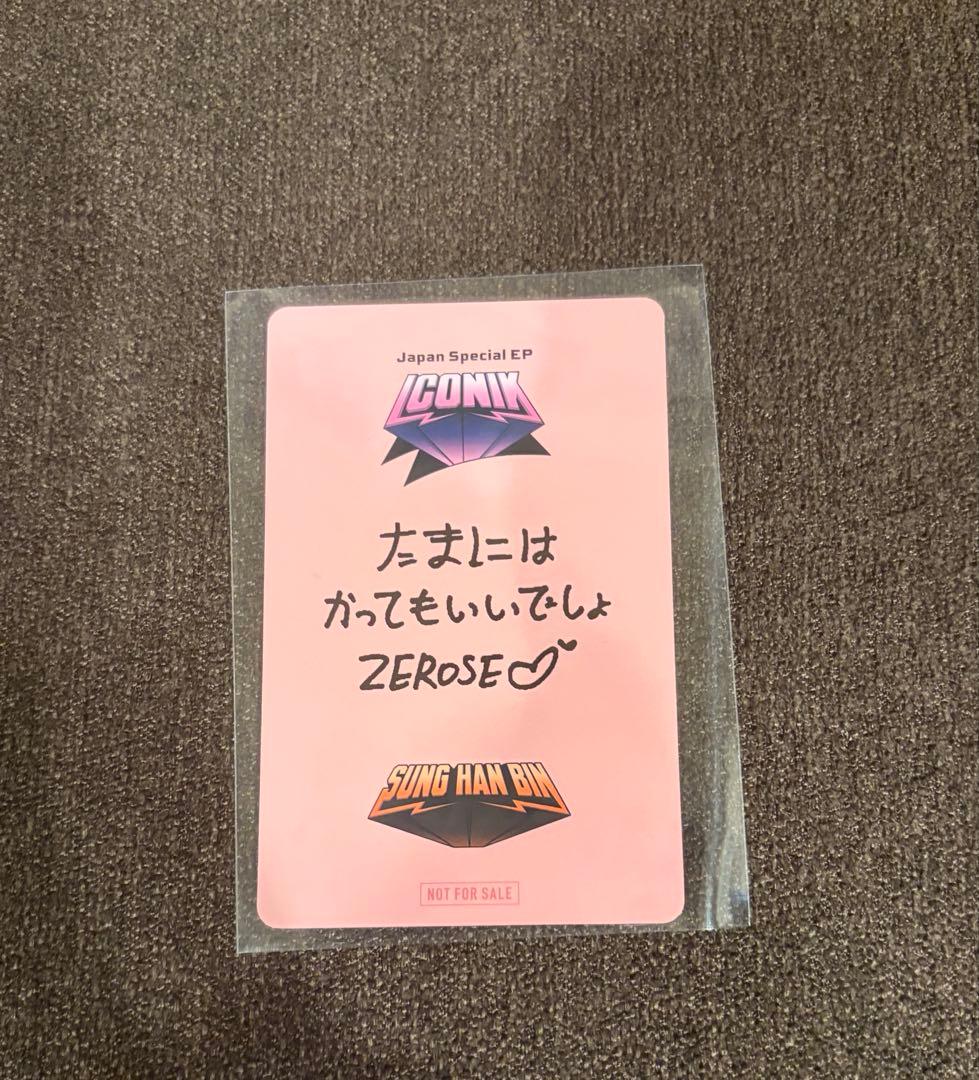 Japan Special EP
ICONIK
たまには
かってもいいでしょ
ZEROSE♡
SUNG HAN BIN
NOT FOR SALE